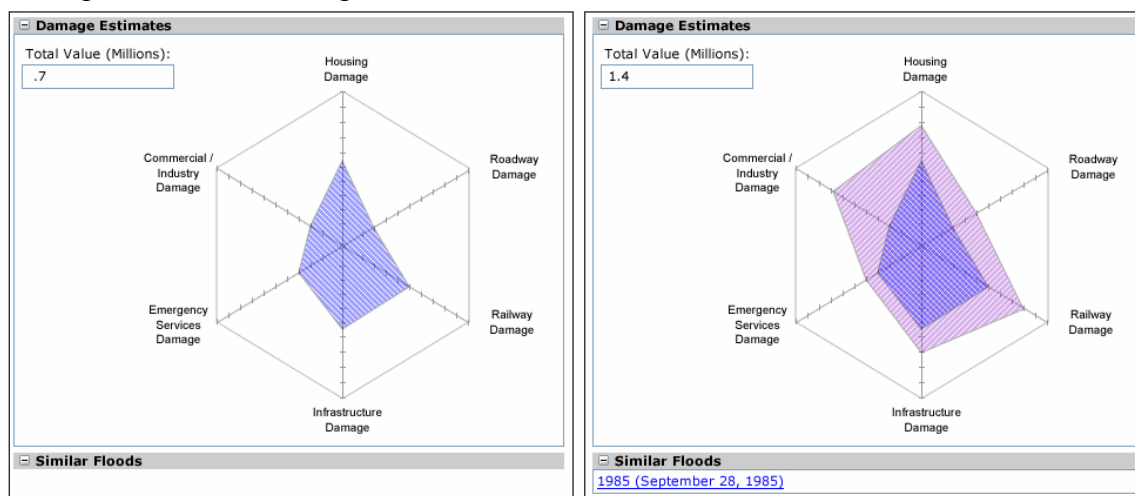 Damage Estimates
Total Value (Millions):
.7
Housing
Damage
Commercial /
Industry
Damage
Roadway
Damage
Emergency
Services
Damage
Railway
Damage
Infrastructure
Damage
Similar Floods
Damage Estimates
Total Value (Millions):
1.4
Housing
Damage
Commercial /
Industry
Damage
Roadway
Damage
Emergency
Services
Damage
Railway
Damage
Infrastructure
Damage
Similar Floods
1985 (September 28, 1985)